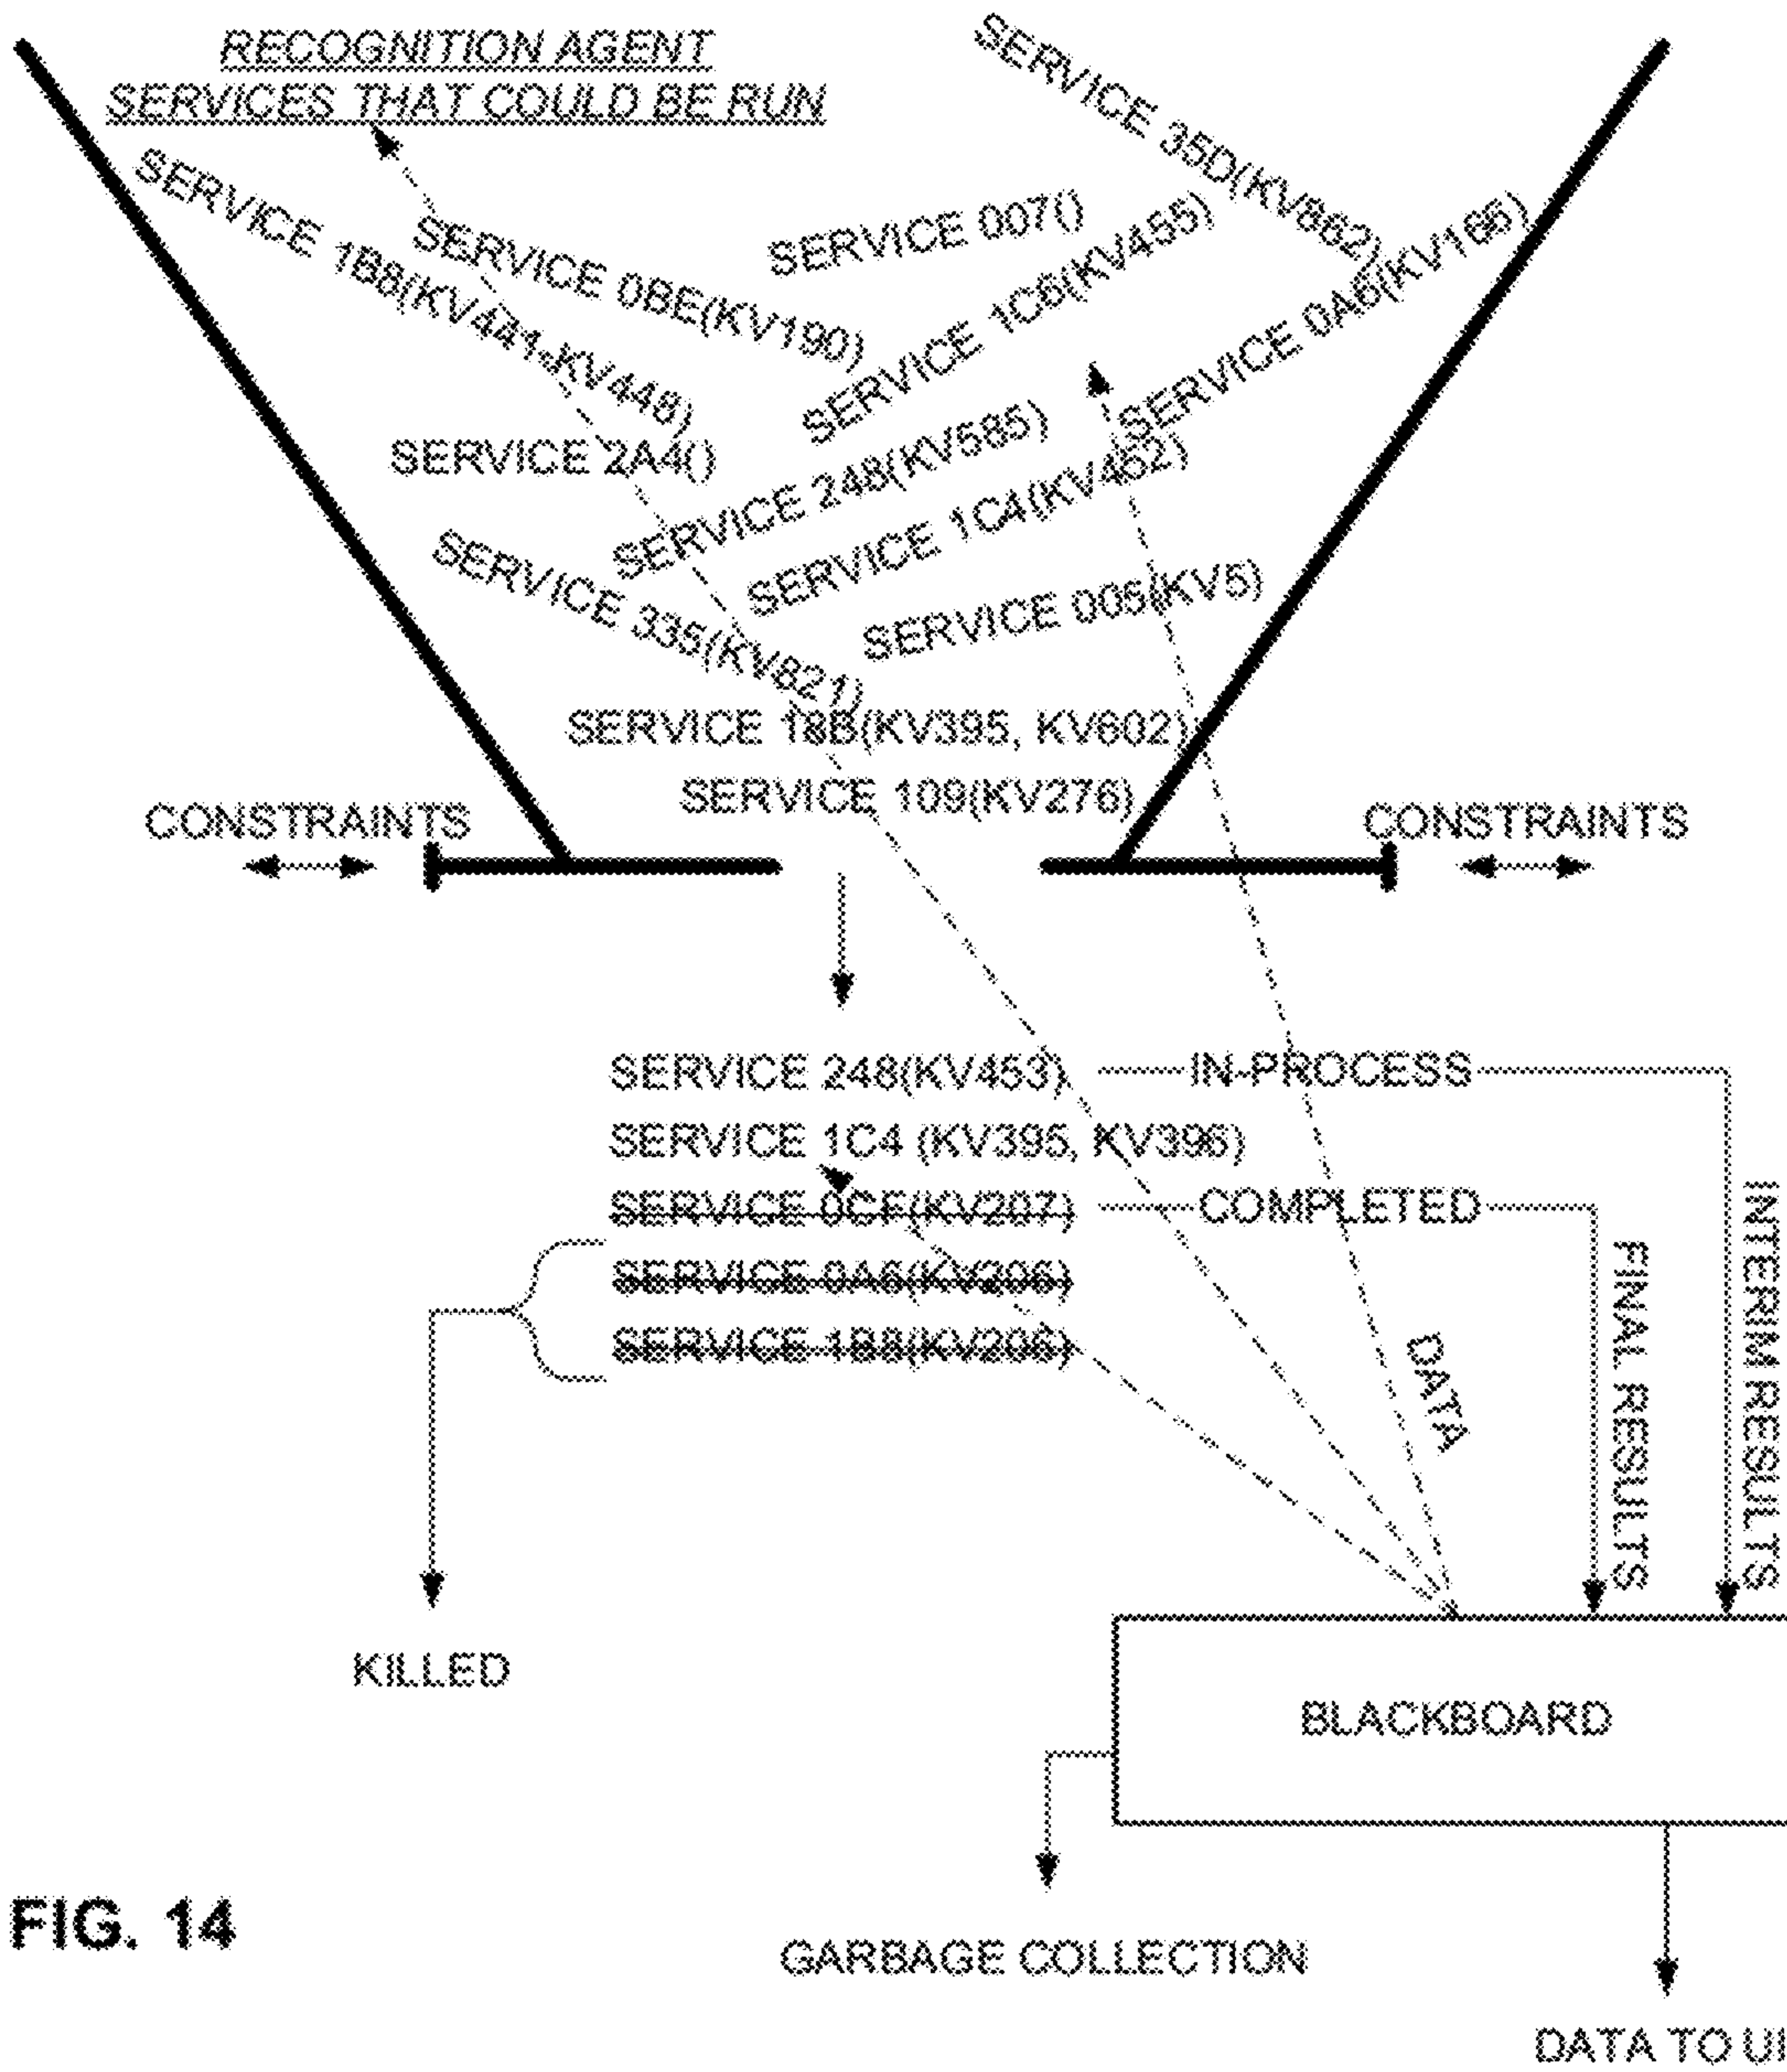 RECOGNITION AGENT
SERVICES THAT COULD BE RUN
SERVICE 35D(KV862)
SERVICE 1B8(KV441, KV448)
SERVICE 0BE(KV190)
SERVICE 007()
SERVICE 1C6(KV455)
SERVICE 0A6(KV166)
SERVICE 2A4()
SERVICE 248(KV585)
SERVICE 1C4(KV452)
SERVICE 335(KV821)
SERVICE 005(KV5)
SERVICE 18B(KV395, KV602)
SERVICE 109(KV276)
CONSTRAINTS
CONSTRAINTS
SERVICE 248(KV453)
IN-PROCESS
SERVICE 1C4 (KV395, KV396)
SERVICE 0CF(KV207)
COMPLETED
SERVICE 0A6(KV206)
SERVICE 1B8(KV206)
DATA
FINAL RESULTS
INTERIM RESULTS
KILLED
BLACKBOARD
FIG. 14
GARBAGE COLLECTION
DATA TO UI